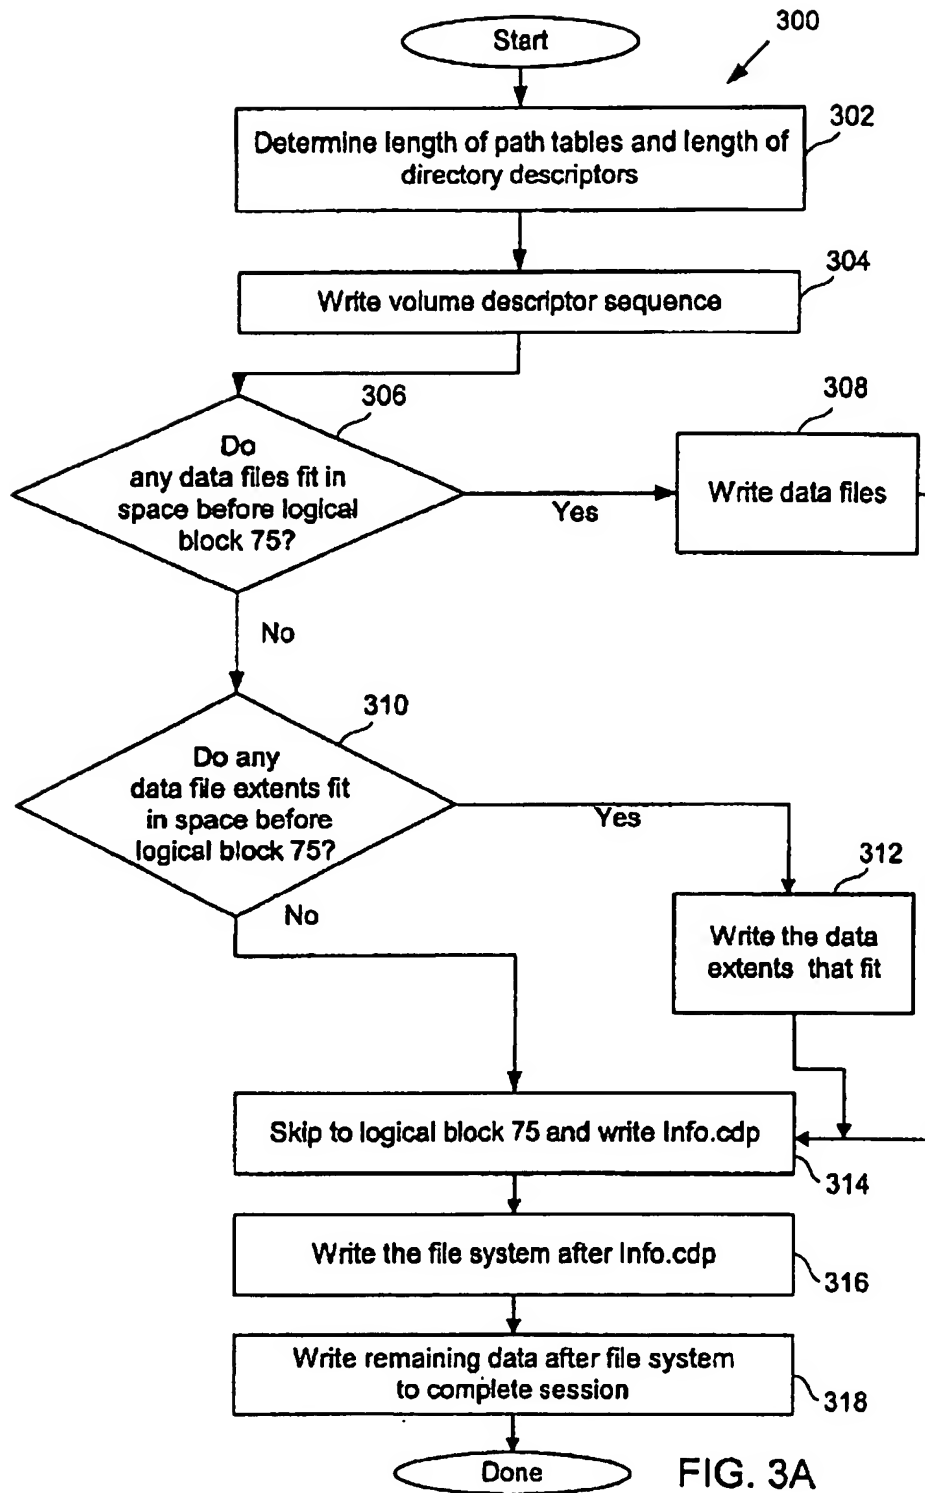 Start
300
302
Determine length of path tables and length of
directory descriptors
304
Write volume descriptor sequence
306
308
Do
any data files fit in
space before logical
block 75?
Yes
Write data files
No
310
Do any
data file extents fit
in space before
logical block 75?
Yes
312
No
Write the data
extents that fit
Skip to logical block 75 and write Info.cdp
314
Write the file system after Info.cdp
316
Write remaining data after file system
to complete session
318
Done
FIG. 3A